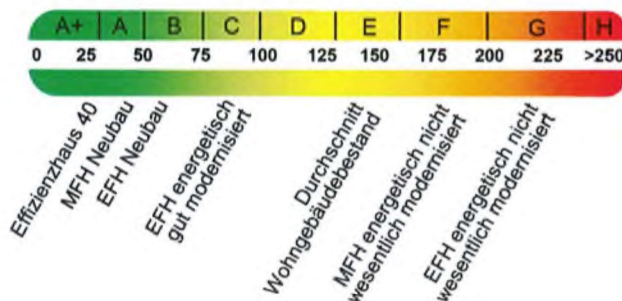 A+ A B C D E F G H
0 25 50 75 100 125 150 175 200 225 >250
Effizienzhaus 40
MFH Neubau
EFH Neubau
EFH energetisch
gut modernisiert
Durchschnitt
Wohngebäudebestand
MFH energetisch nicht
wesentlich modernisiert
EFH energetisch nicht
wesentlich modernisiert